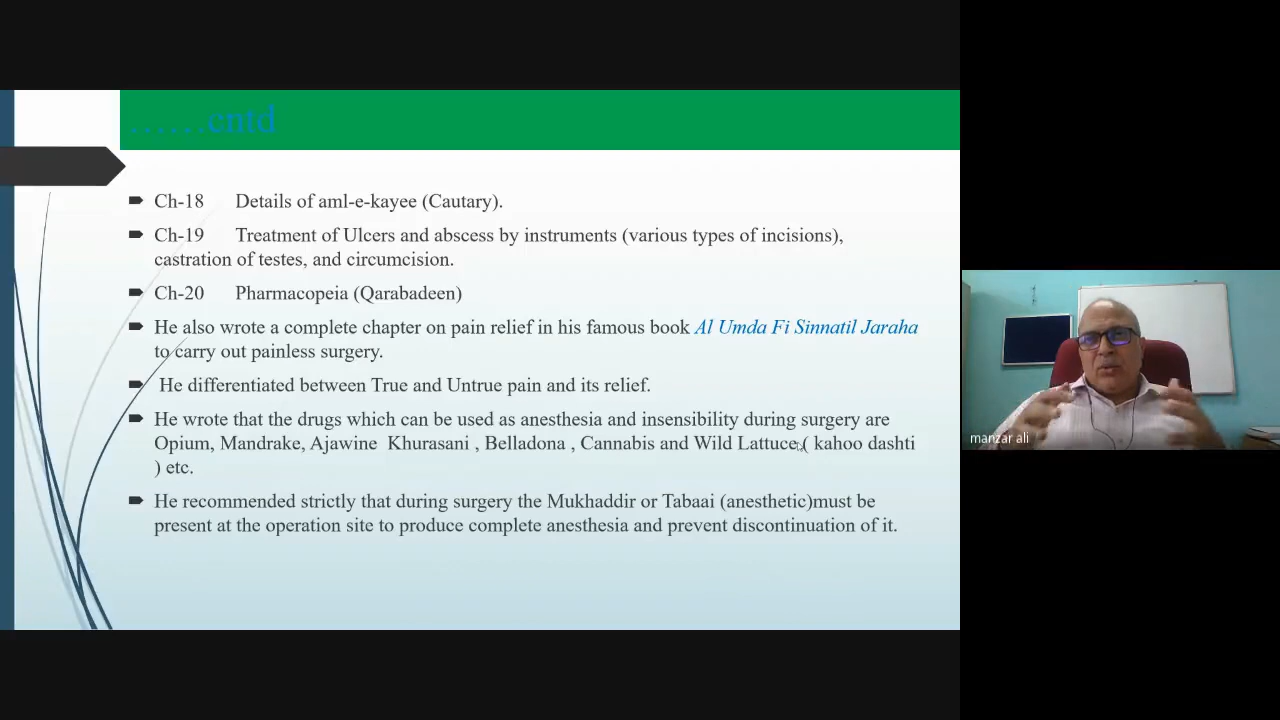 ......cntd
Ch-18 Details of aml-e-kayee (Cautary).
Ch-19 Treatment of Ulcers and abscess by instruments (various types of incisions),
castration of testes, and circumcision.
Ch-20 Pharmacopeia (Qarabadeen)
He also wrote a complete chapter on pain relief in his famous book Al Umda Fi Sinnatil Jaraha
to carry out painless surgery.
He differentiated between True and Untrue pain and its relief.
He wrote that the drugs which can be used as anesthesia and insensibility during surgery are
Opium, Mandrake, Ajawine Khurasani , Belladona , Cannabis and Wild Lattuce ( kahoo dashti
) etc.
He recommended strictly that during surgery the Mukhaddir or Tabaai (anesthetic)must be
present at the operation site to produce complete anesthesia and prevent discontinuation of it.
manzar ali